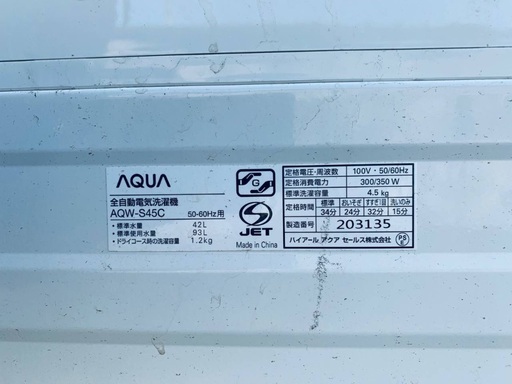 AQUA
全自動電気洗濯機
AQW-S45C 50-60Hz用
・標準水量 42L
・標準使用水量 93L
・ドライコース時の洗濯容量 1.2kg
G
JET
Made in China
定格電圧・周波数 100V・50/60Hz
定格消費電力 300/350W
標準洗濯容量 4.5kg
定格時間 標準 おいそぎ すすぎ1回 洗いのみ
34分 24分 32分 15分
製造番号 203135
ハイアール アクア セールス株式会社
PSE